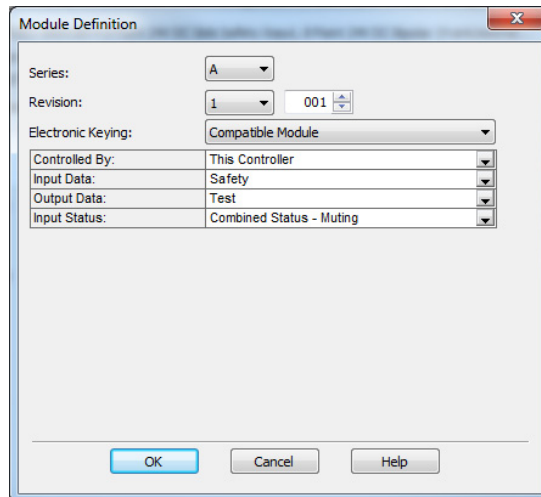 Module Definition
Series: A
Revision: 1 001
Electronic Keying: Compatible Module
Controlled By: This Controller
Input Data: Safety
Output Data: Test
Input Status: Combined Status - Muting
OK Cancel Help